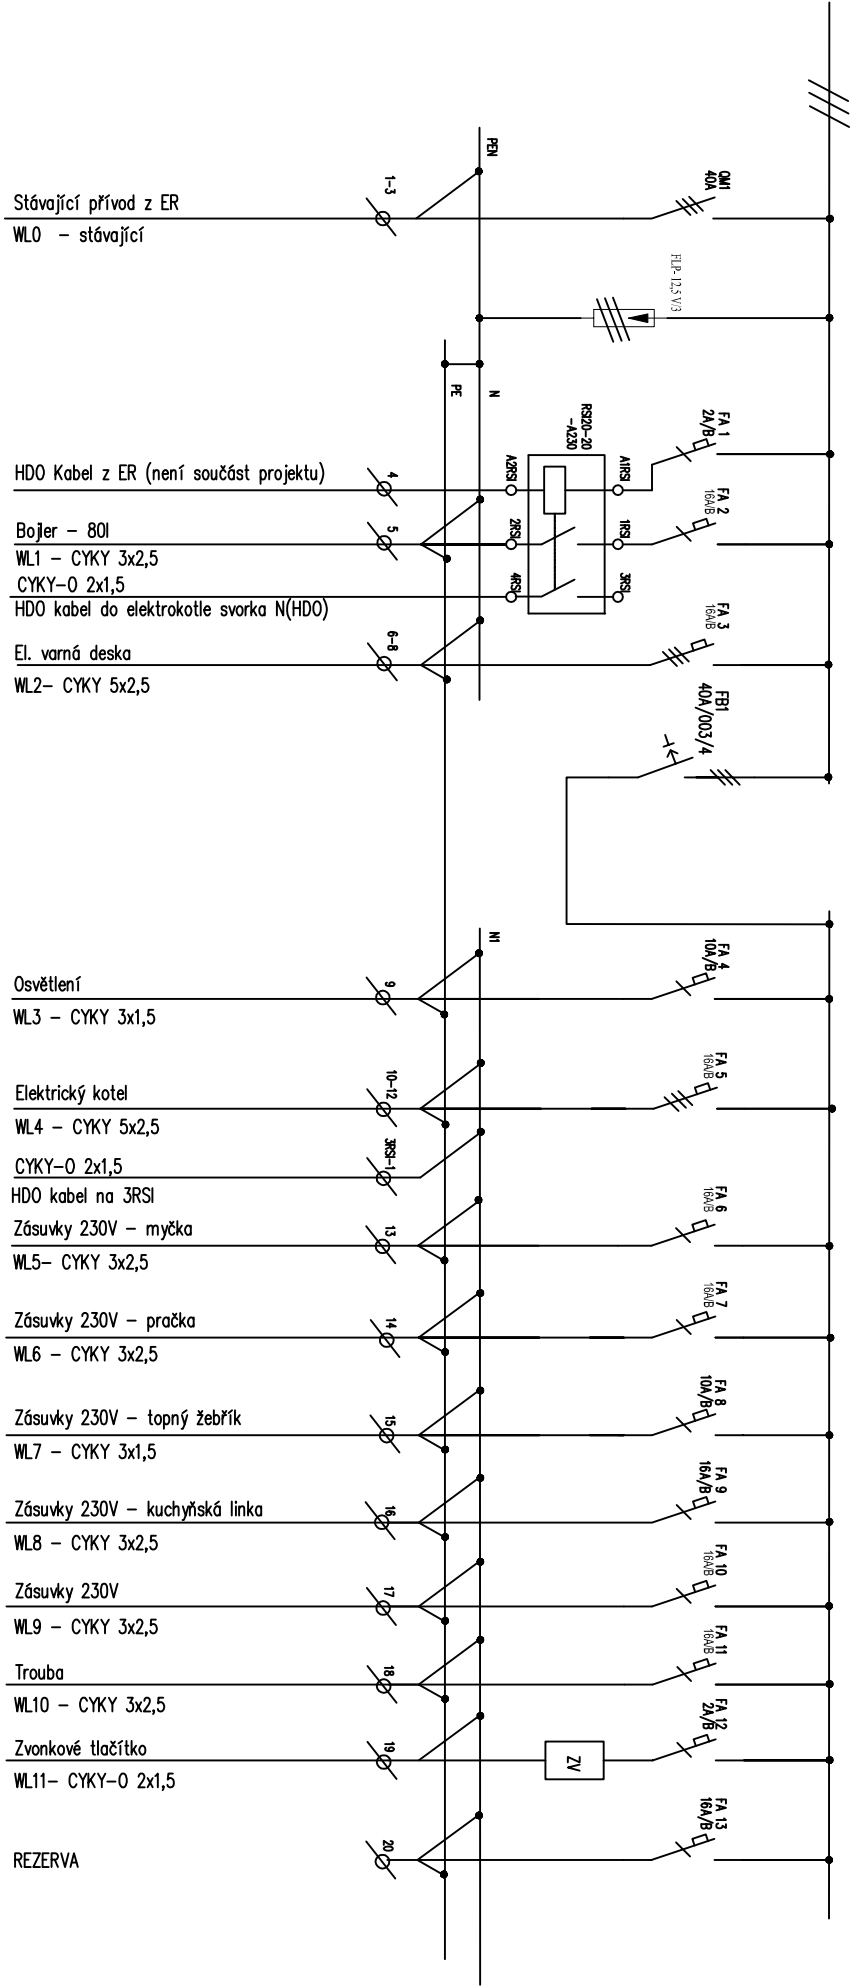 PEN
1-3
QM1
40A
Stávající přívod z ER
WL0 - stávající
FLP-12,5 V/3
N
PE
RSI20-20
-A230
FA 1
2A/B
A2RSI
A1RSI
4
HDO Kabel z ER (není součást projektu)
FA 2
16A/B
2RSI
1RSI
5
Bojler - 80l
WL1 - CYKY 3x2,5
CYKY-O 2x1,5
4RSI
3RSI
HDO kabel do elektrokotle svorka N(HDO)
FA 3
16A/B
6-8
El. varná deska
WL2- CYKY 5x2,5
FB1
40A/003/4
N1
FA 4
10A/B
9
Osvětlení
WL3 - CYKY 3x1,5
FA 5
16A/B
10-12
Elektrický kotel
WL4 - CYKY 5x2,5
3RSI-1
CYKY-O 2x1,5
HDO kabel na 3RSI
FA 6
16A/B
13
Zásuvky 230V - myčka
WL5- CYKY 3x2,5
FA 7
16A/B
14
Zásuvky 230V - pračka
WL6 - CYKY 3x2,5
FA 8
10A/B
15
Zásuvky 230V - topný žebřík
WL7 - CYKY 3x1,5
FA 9
16A/B
16
Zásuvky 230V - kuchyňská linka
WL8 - CYKY 3x2,5
FA 10
16A/B
17
Zásuvky 230V
WL9 - CYKY 3x2,5
FA 11
16A/B
18
Trouba
WL10 - CYKY 3x2,5
FA 12
2A/B
19
Zvonkové tlačítko
ZV
WL11- CYKY-O 2x1,5
FA 13
16A/B
20
REZERVA